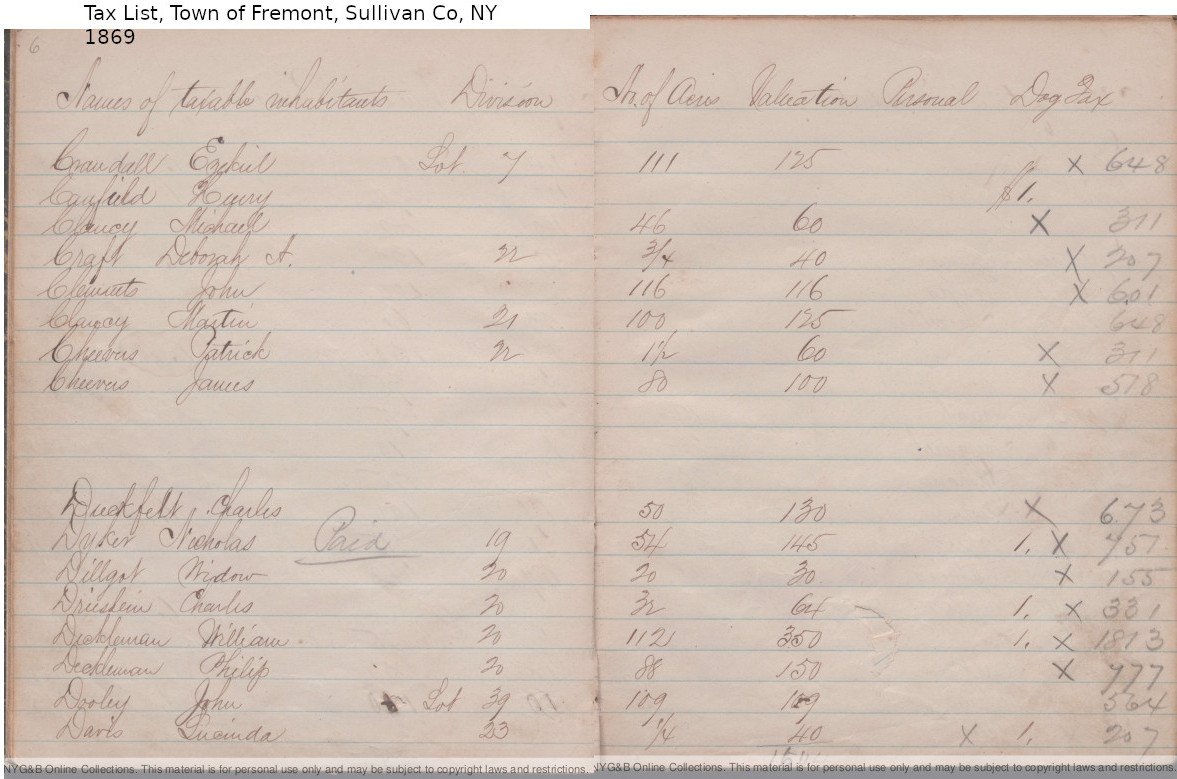 Tax List, Town of Fremont, Sullivan Co, NY
1869
6
Names of taxable inhabitants Division No. of Acres Valuation Personal Dog Tax
Crandall Ezekiel Lot 7 111 125 x 648
Canfield Henry $1.
Clancy Michael 46 60 x 311
Craft Deborah A. 22 3/4 40 x 207
Clements John 116 116 x 601
Clancy Martin 21 100 125 648
Cheevers Patrick 22 1 1/2 60 x 311
Cheevers James 80 100 x 518
Duckfelt Charles 50 130 x 673
Dyker Nicholas Paid 19 54 145 1. x 751
Dillgot Widow 20 20 30 x 155
Driestein Charles 20 32 64 1. x 331
Dickleman William 20 112 350 1. x 1813
Dickleman Philip 20 88 150 x 777
Dooley John Lot 39 109 109 564
Davis Lucinda 23 1/4 40 x 1. 207
NYG&B Online Collections. This material is for personal use only and may be subject to copyright laws and restrictions. NYG&B Online Collections. This material is for personal use only and may be subject to copyright laws and restrictions.